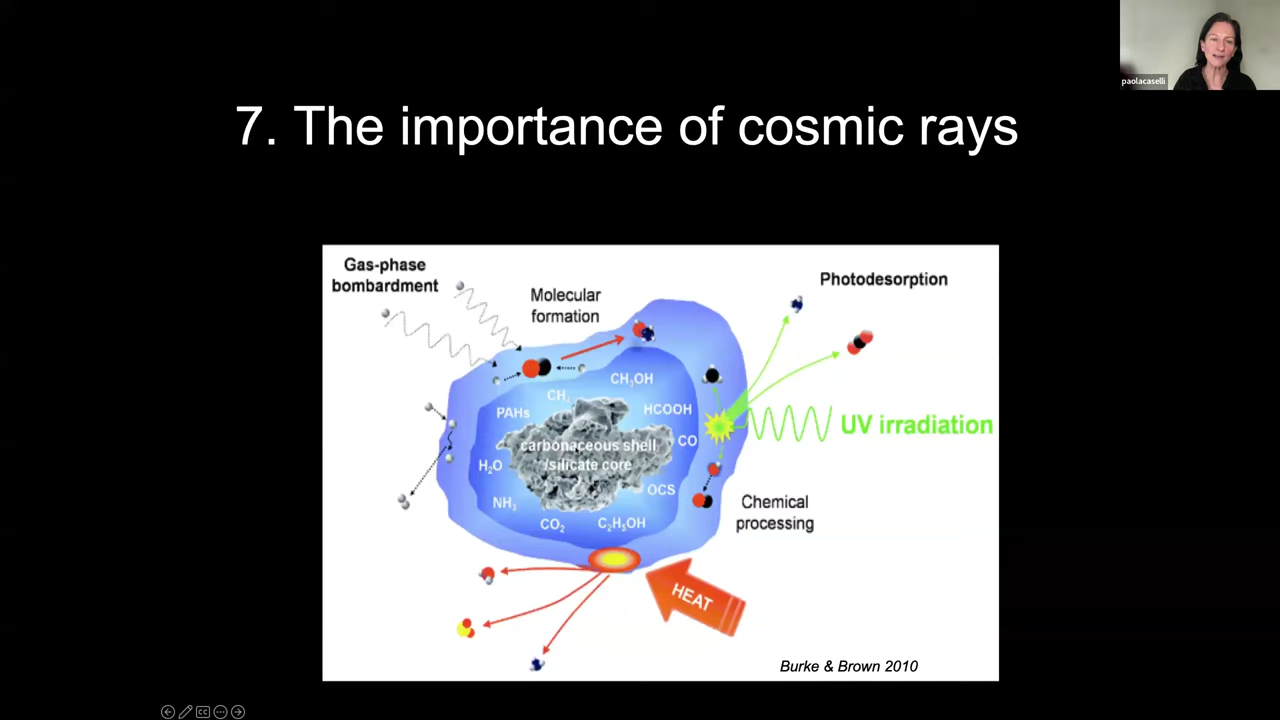 paolacaselli
7. The importance of cosmic rays
Gas-phase
bombardment
Molecular
formation
Photodesorption
CH₃OH
CH₄
PAHs
HCOOH
UV irradiation
carbonaceous shell
/silicate core
CO
H₂O
OCS
NH₃
CO₂
C₂H₅OH
Chemical
processing
HEAT
Burke & Brown 2010
CC